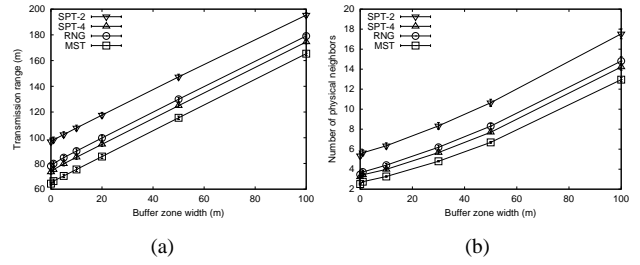 200
180
160
140
120
100
80
60
0 20 40 60 80 100
Transmission range (m)
Buffer zone width (m)
SPT-2
SPT-4
RNG
MST
(a)
20
18
16
14
12
10
8
6
4
2
0 20 40 60 80 100
Number of physical neighbors
Buffer zone width (m)
SPT-2
SPT-4
RNG
MST
(b)